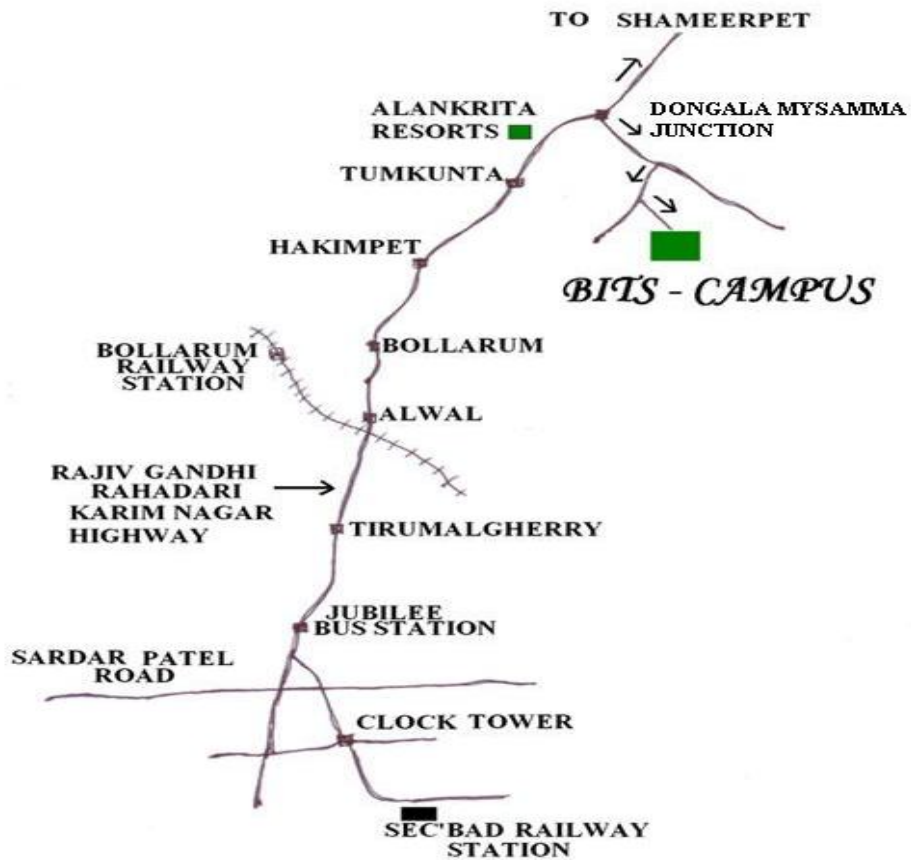 TO SHAMEERPET
ALANKRITA
RESORTS
DONGALA MYSAMMA
JUNCTION
TUMKUNTA
HAKIMPET
BITS - CAMPUS
BOLLARUM
RAILWAY
STATION
BOLLARUM
ALWAL
RAJIV GANDHI
RAHADARI
KARIM NAGAR
HIGHWAY
TIRUMALGHERRY
JUBILEE
BUS STATION
SARDAR PATEL
ROAD
CLOCK TOWER
SEC'BAD RAILWAY
STATION